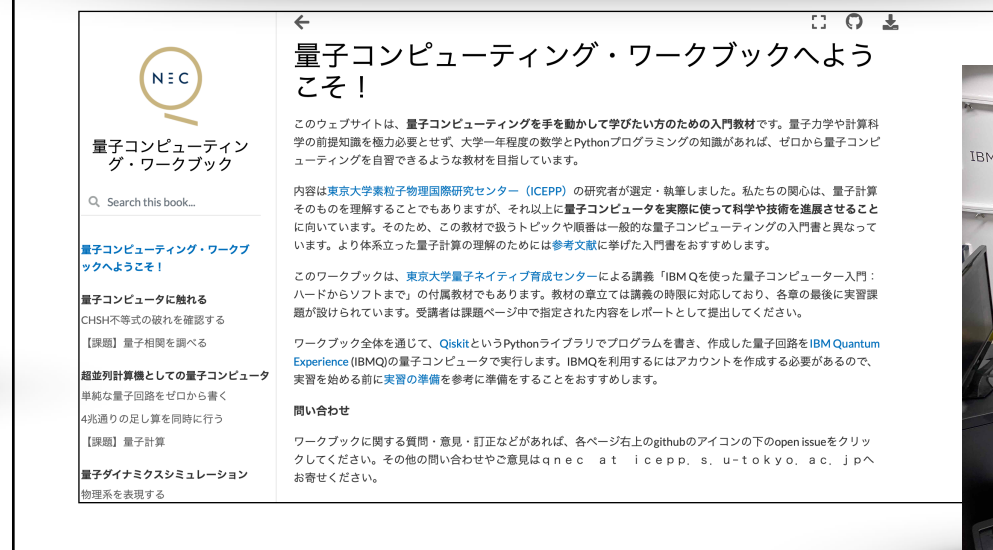 NEC
量子コンピューティン
グ・ワークブック
Search this book...
量子コンピューティング・ワークブ
ックへようこそ！
量子コンピュータに触れる
CHSH不等式の破れを確認する
【課題】量子相関を調べる
超並列計算機としての量子コンピュータ
単純な量子回路をゼロから書く
4兆通りの足し算を同時に行う
【課題】量子計算
量子ダイナミクスシミュレーション
物理系を表現する
量子コンピューティング・ワークブックへよう
こそ！
このウェブサイトは、量子コンピューティングを手を動かして学びたい方のための入門教材です。量子力学や計算科
学の前提知識を極力必要とせず、大学一年程度の数学とPythonプログラミングの知識があれば、ゼロから量子コンピ
ューティングを自習できるような教材を目指しています。
内容は東京大学素粒子物理国際研究センター（ICEPP）の研究者が選定・執筆しました。私たちの関心は、量子計算
そのものを理解することでもありますが、それ以上に量子コンピュータを実際に使って科学や技術を進展させること
に向いています。そのため、この教材で扱うトピックや順番は一般的な量子コンピューティングの入門書と異なって
います。より体系立った量子計算の理解のためには参考文献に挙げた入門書をおすすめします。
このワークブックは、東京大学量子ネイティブ育成センターによる講義「IBM Qを使った量子コンピューター入門：
ハードからソフトまで」の付属教材でもあります。教材の章立ては講義の時限に対応しており、各章の最後に実習課
題が設けられています。受講者は課題ページ中で指定された内容をレポートとして提出してください。
ワークブック全体を通じて、QiskitというPythonライブラリでプログラムを書き、作成した量子回路をIBM Quantum
Experience (IBMQ)の量子コンピュータで実行します。IBMQを利用するにはアカウントを作成する必要があるので、
実習を始める前に実習の準備を参考に準備をすることをおすすめします。
問い合わせ
ワークブックに関する質問・意見・訂正などがあれば、各ページ右上のgithubのアイコンの下のopen issueをクリッ
クしてください。その他の問い合わせやご意見はｑｎｅｃ　ａｔ　ｉｃｅｐｐ．ｓ．ｕ−ｔｏｋｙｏ．ａｃ．ｊｐへ
お寄せください。
IBM